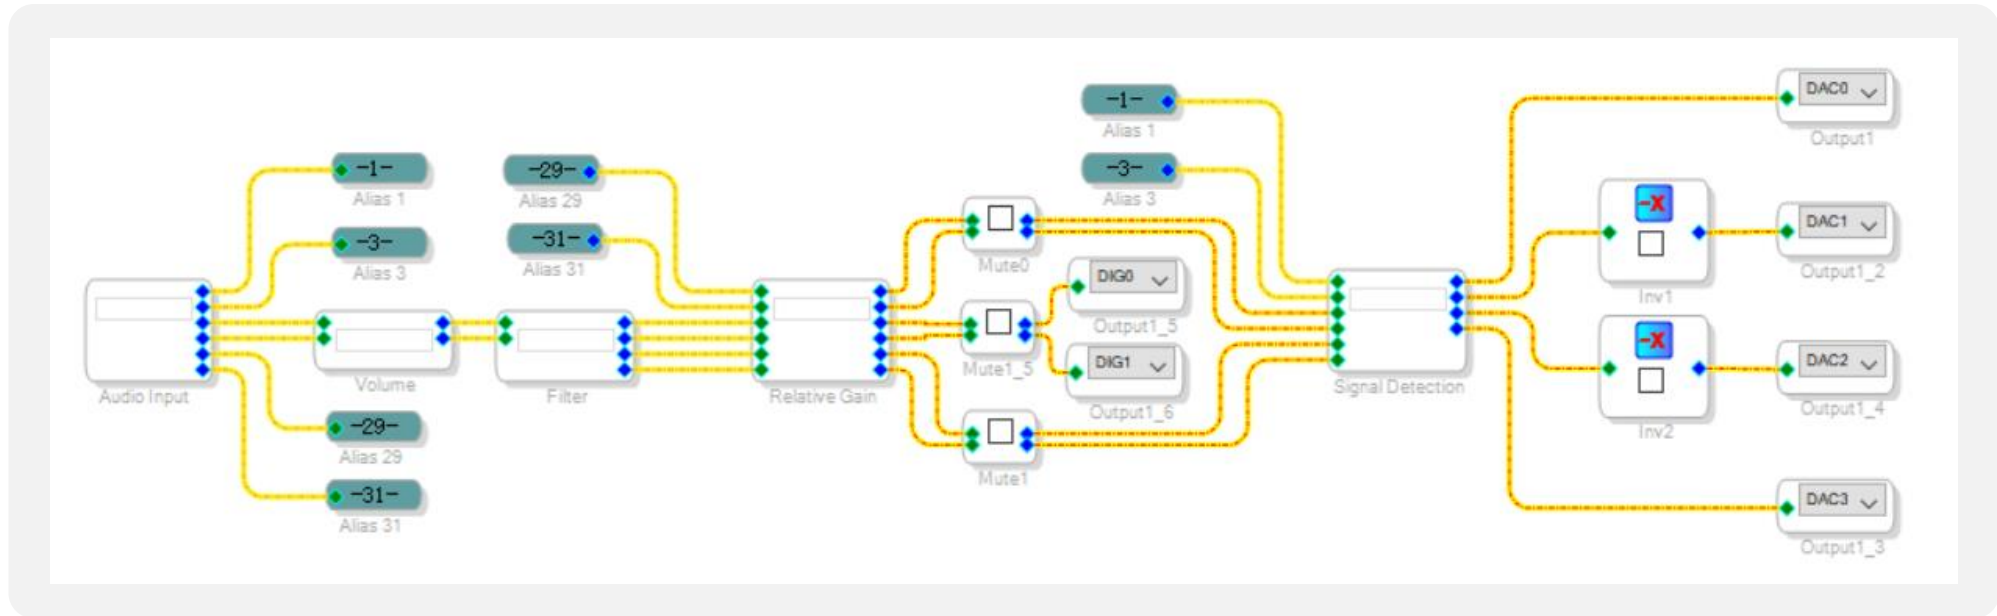 -1-
Alias 1
-3-
Alias 3
Audio Input
Volume
-29-
Alias 29
-31-
Alias 31
-29-
Alias 29
-31-
Alias 31
Filter
Relative Gain
Mute0
Mute1_5
Mute1
DIG0
Output1_5
DIG1
Output1_6
-1-
Alias 1
-3-
Alias 3
Signal Detection
-X
Inv1
-X
Inv2
DAC0
Output1
DAC1
Output1_2
DAC2
Output1_4
DAC3
Output1_3